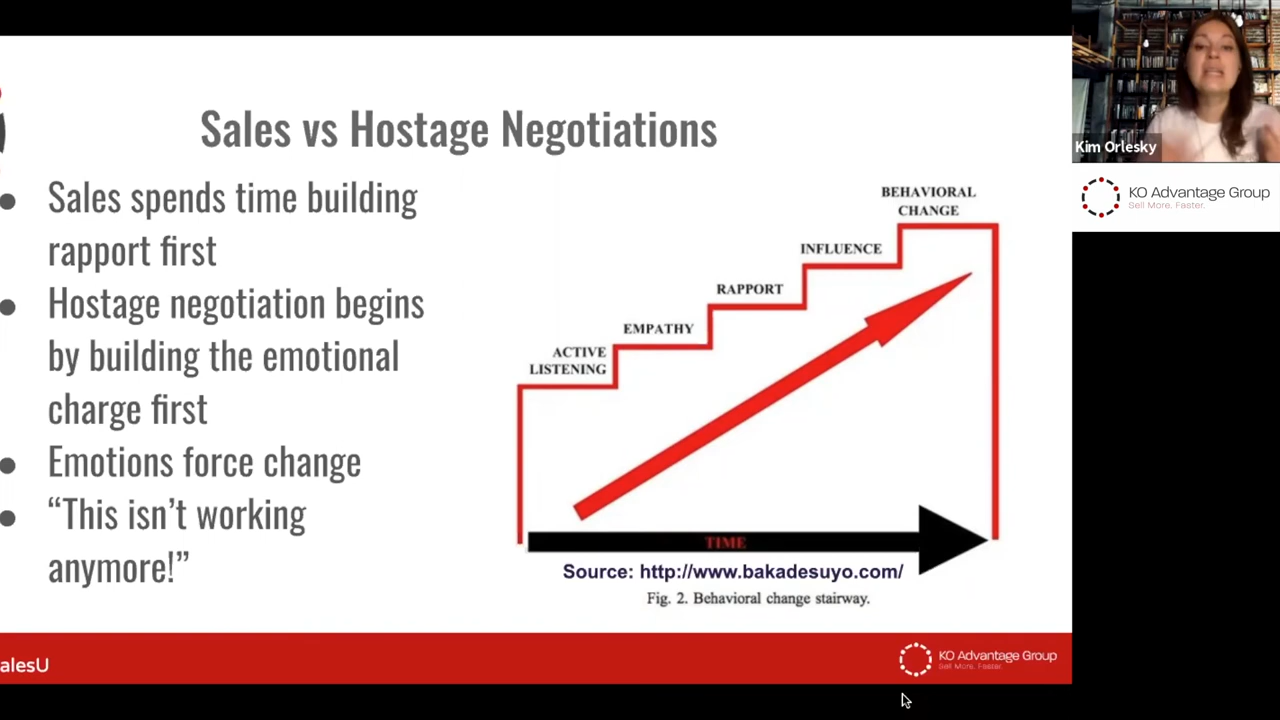 Sales vs Hostage Negotiations
Sales spends time building
rapport first
Hostage negotiation begins
by building the emotional
charge first
Emotions force change
“This isn’t working
anymore!”
BEHAVIORAL
CHANGE
INFLUENCE
RAPPORT
EMPATHY
ACTIVE
LISTENING
TIME
Source: http://www.bakadesuyo.com/
Fig. 2. Behavioral change stairway.
alesU
KO Advantage Group
Sell More. Faster.
Kim Orlesky
KO Advantage Group
Sell More. Faster.